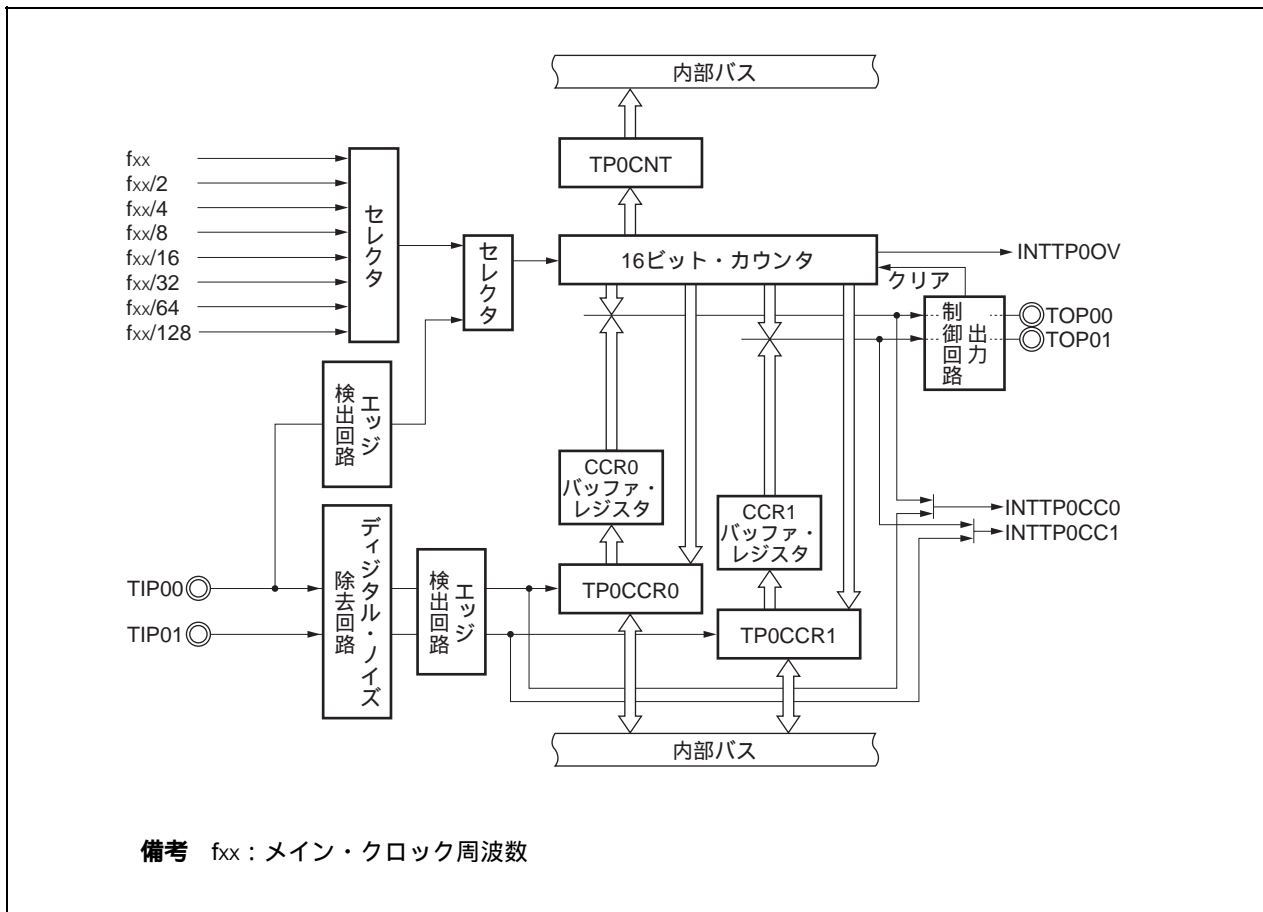 内部バス
TP0CNT
fXX
fXX/2
fXX/4
fXX/8
fXX/16
fXX/32
fXX/64
fXX/128
セレクタ
セレクタ
16ビット・カウンタ
INTTP0OV
クリア
制御回路
出力
TOP00
TOP01
エッジ
検出回路
CCR0
バッファ・
レジスタ
CCR1
バッファ・
レジスタ
INTTP0CC0
INTTP0CC1
TIP00
TIP01
ディジタル・ノイズ
除去回路
エッジ
検出回路
TP0CCR0
TP0CCR1
内部バス
備考 fXX：メイン・クロック周波数